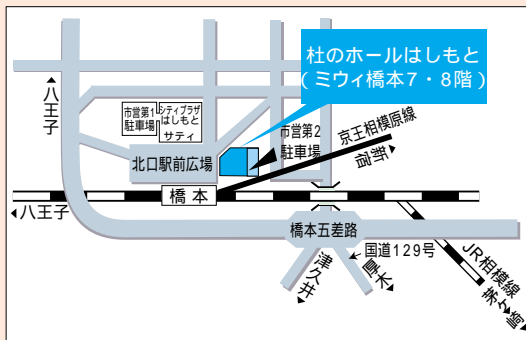 杜のホールはしもと
（ミウィ橋本7・8階）
八王子
市営第1
駐車場
シティプラザ
はしもと
サティ
市営第2
駐車場
京王相模原線
新宿
北口駅前広場
橋本
八王子
橋本五差路
国道129号
津久井
厚木
JR相模線
茅ヶ崎